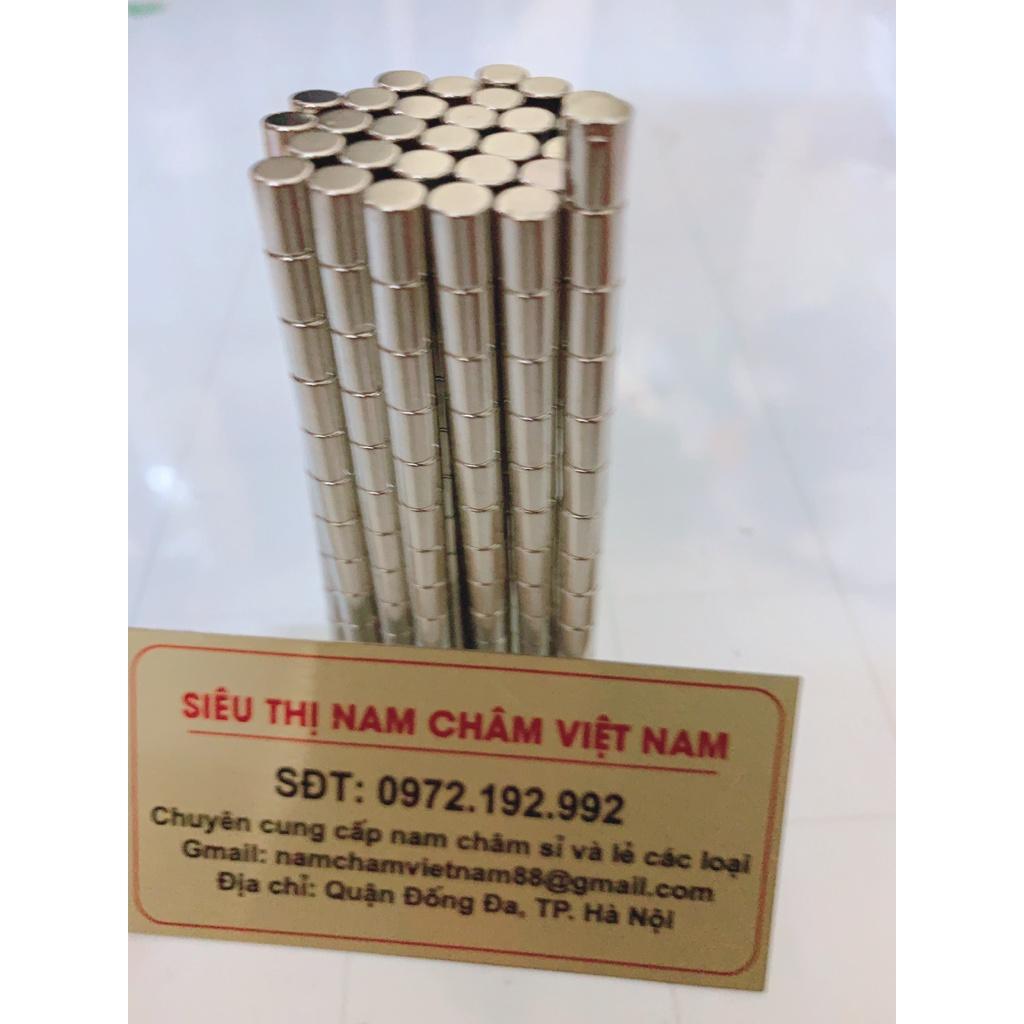 SIÊU THỊ NAM CHÂM VIỆT NAM
SĐT: 0972.192.992
Chuyên cung cấp nam châm sỉ và lẻ các loại
Gmail: namchamvietnam88@gmail.com
Địa chỉ: Quận Đống Đa, TP. Hà Nội